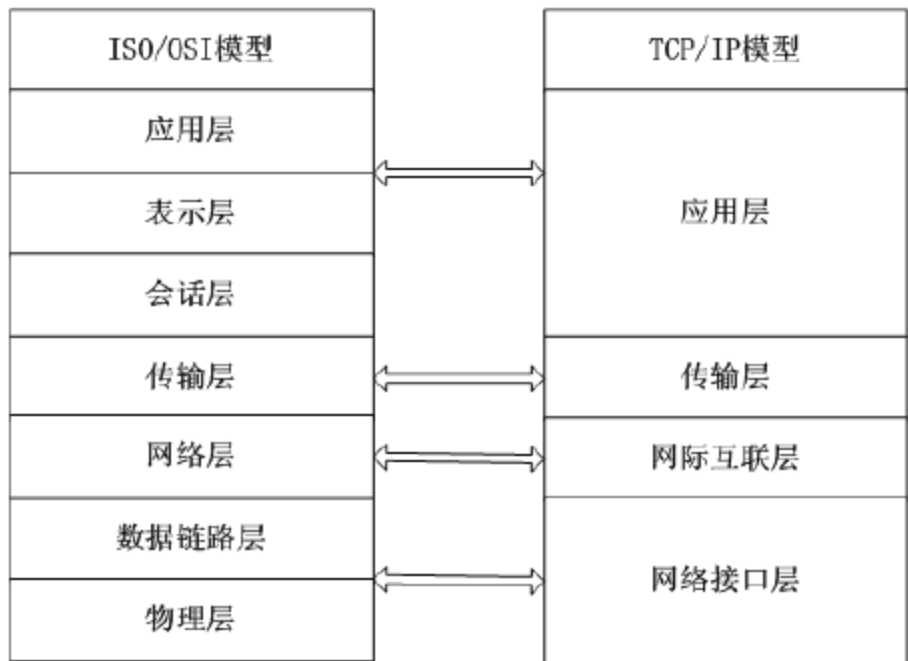 ISO/OSI模型
应用层
表示层
会话层
传输层
网络层
数据链路层
物理层
TCP/IP模型
应用层
传输层
网际互联层
网络接口层